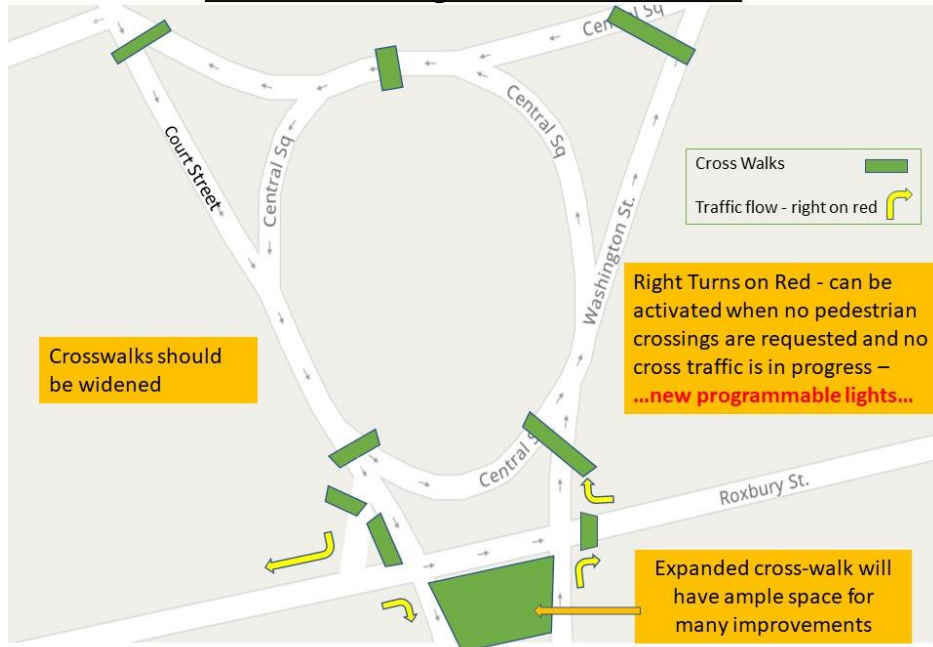 Central Sq
Court Street
Central Sq
Central Sq
Washington St.
Cross Walks
Traffic flow - right on red
Right Turns on Red - can be
activated when no pedestrian
crossings are requested and no
cross traffic is in progress –
...new programmable lights...
Crosswalks should
be widened
Central
Roxbury St.
Expanded cross-walk will
have ample space for
many improvements